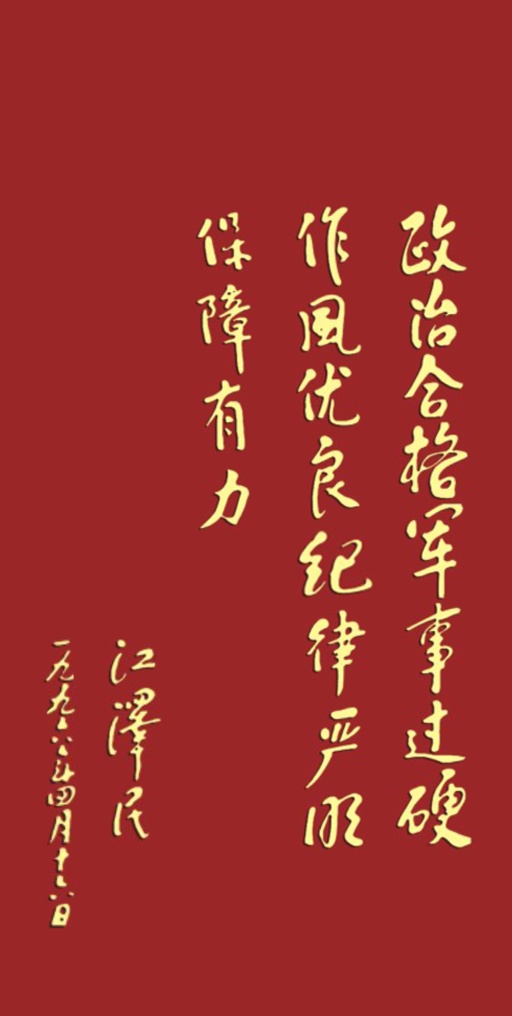 政治合格军事过硬
作风优良纪律严明
保障有力
江泽民
一九九六年四月十六日